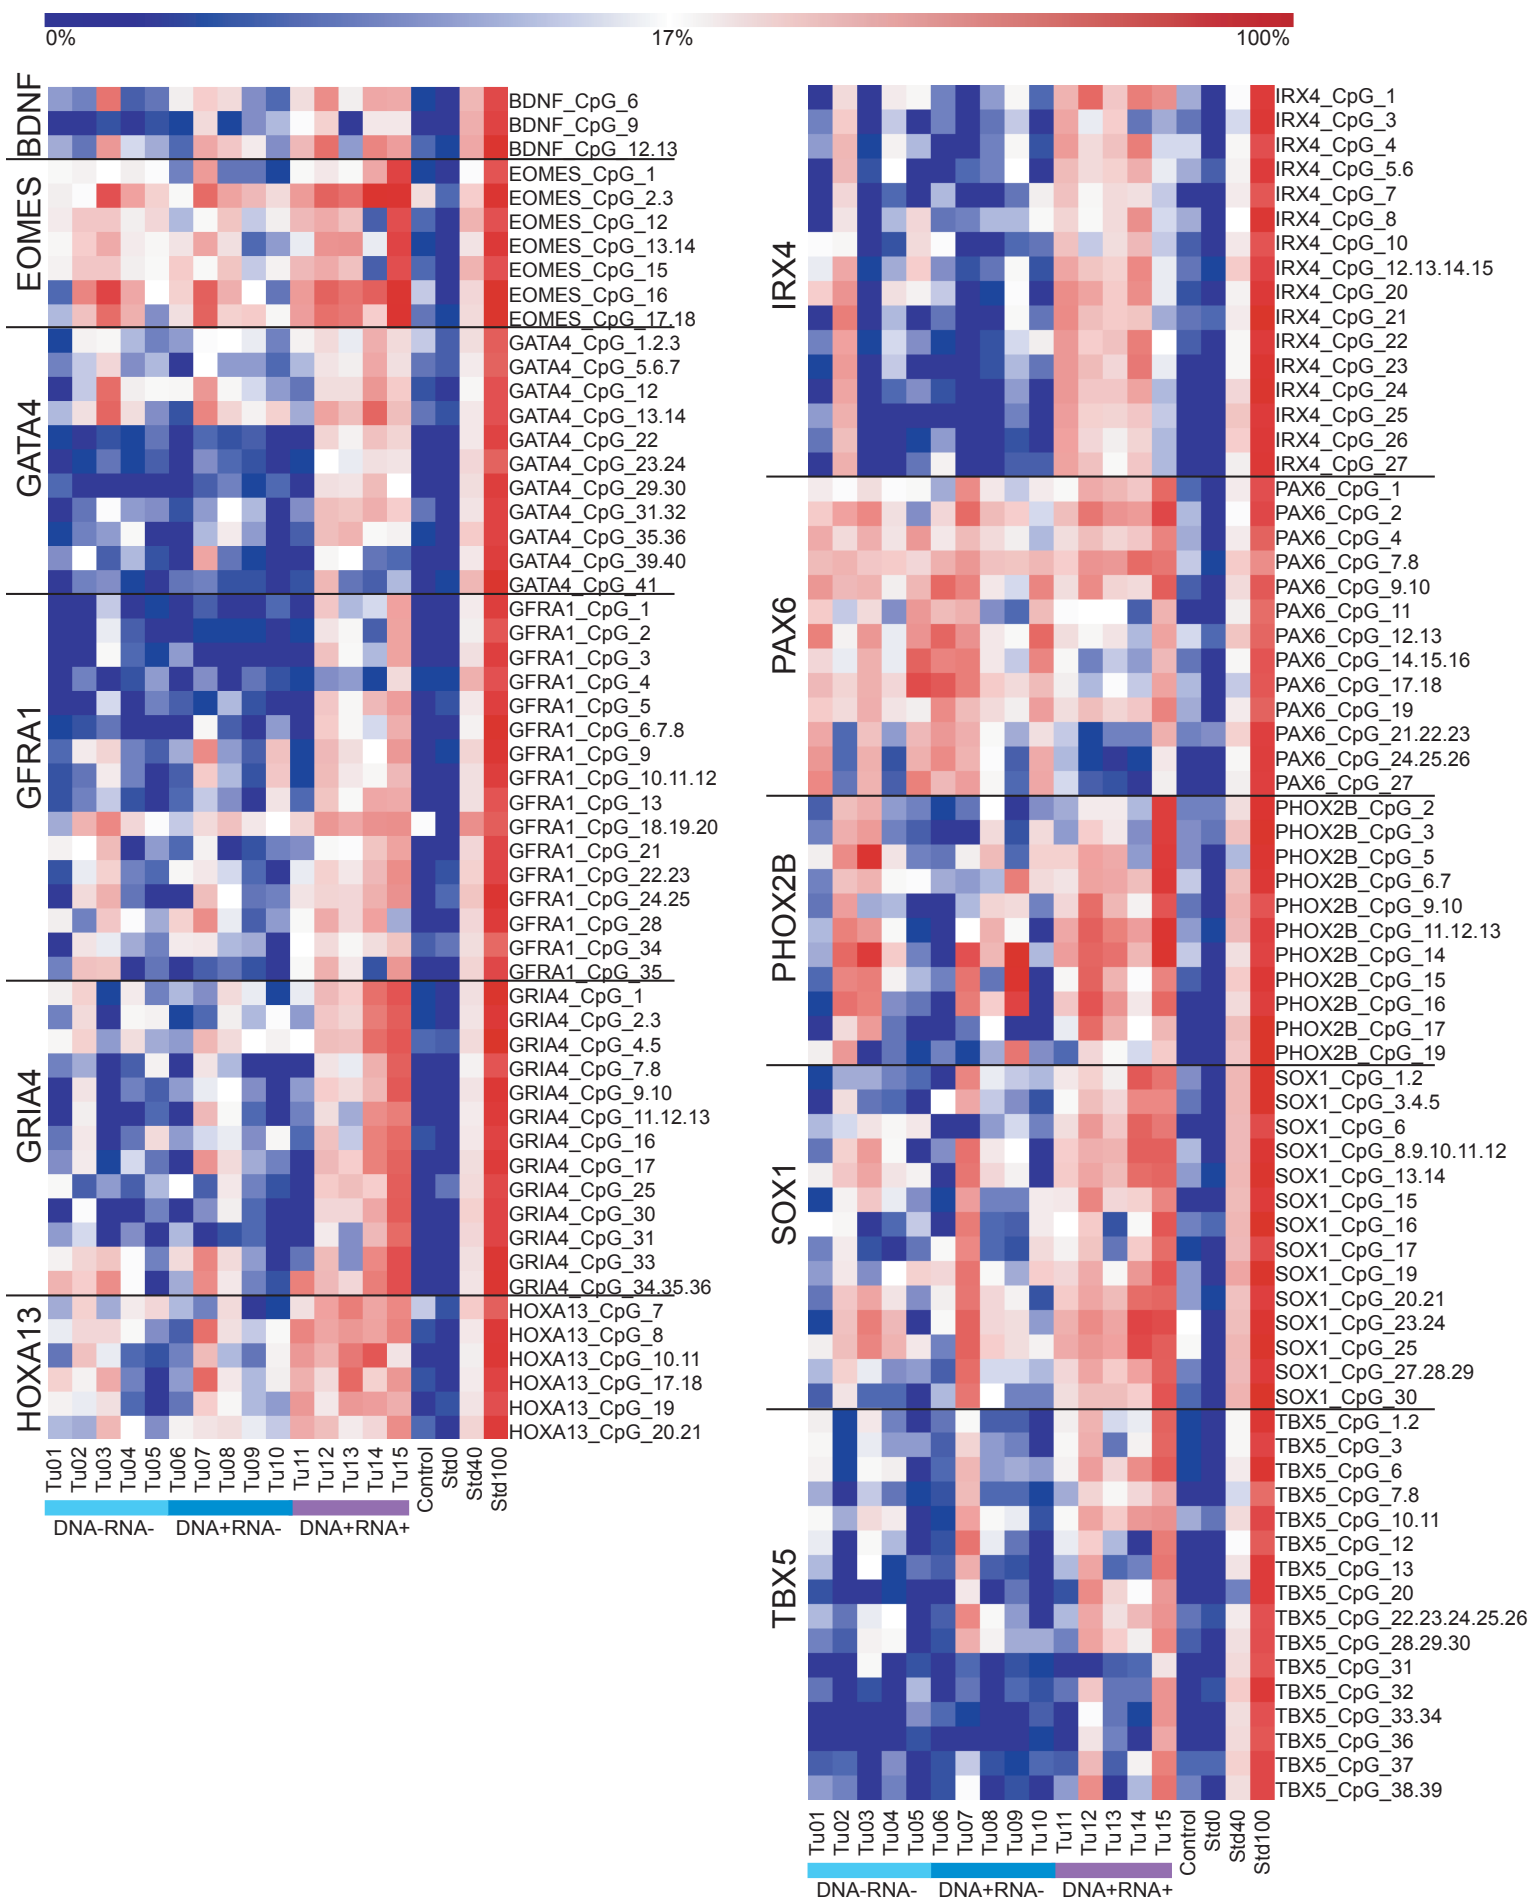 0%
17%
100%
BDNF
BDNF_CpG_6
BDNF_CpG_9
BDNF_CpG_12.13
EOMES
EOMES_CpG_1
EOMES_CpG_2.3
EOMES_CpG_12
EOMES_CpG_13.14
EOMES_CpG_15
EOMES_CpG_16
EOMES_CpG_17.18
GATA4
GATA4_CpG_1.2.3
GATA4_CpG_5.6.7
GATA4_CpG_12
GATA4_CpG_13.14
GATA4_CpG_22
GATA4_CpG_23.24
GATA4_CpG_29.30
GATA4_CpG_31.32
GATA4_CpG_35.36
GATA4_CpG_39.40
GATA4_CpG_41
GFRA1
GFRA1_CpG_1
GFRA1_CpG_2
GFRA1_CpG_3
GFRA1_CpG_4
GFRA1_CpG_5
GFRA1_CpG_6.7.8
GFRA1_CpG_9
GFRA1_CpG_10.11.12
GFRA1_CpG_13
GFRA1_CpG_18.19.20
GFRA1_CpG_21
GFRA1_CpG_22.23
GFRA1_CpG_24.25
GFRA1_CpG_28
GFRA1_CpG_34
GFRA1_CpG_35
GRIA4
GRIA4_CpG_1
GRIA4_CpG_2.3
GRIA4_CpG_4.5
GRIA4_CpG_7.8
GRIA4_CpG_9.10
GRIA4_CpG_11.12.13
GRIA4_CpG_16
GRIA4_CpG_17
GRIA4_CpG_25
GRIA4_CpG_30
GRIA4_CpG_31
GRIA4_CpG_33
GRIA4_CpG_34.35.36
HOXA13
HOXA13_CpG_7
HOXA13_CpG_8
HOXA13_CpG_10.11
HOXA13_CpG_17.18
HOXA13_CpG_19
HOXA13_CpG_20.21
Tu01
Tu02
Tu03
Tu04
Tu05
Tu06
Tu07
Tu08
Tu09
Tu10
Tu11
Tu12
Tu13
Tu14
Tu15
Control
Std0
Std40
Std100
DNA-RNA-
DNA+RNA-
DNA+RNA+
IRX4
IRX4_CpG_1
IRX4_CpG_3
IRX4_CpG_4
IRX4_CpG_5.6
IRX4_CpG_7
IRX4_CpG_8
IRX4_CpG_10
IRX4_CpG_12.13.14.15
IRX4_CpG_20
IRX4_CpG_21
IRX4_CpG_22
IRX4_CpG_23
IRX4_CpG_24
IRX4_CpG_25
IRX4_CpG_26
IRX4_CpG_27
PAX6
PAX6_CpG_1
PAX6_CpG_2
PAX6_CpG_4
PAX6_CpG_7.8
PAX6_CpG_9.10
PAX6_CpG_11
PAX6_CpG_12.13
PAX6_CpG_14.15.16
PAX6_CpG_17.18
PAX6_CpG_19
PAX6_CpG_21.22.23
PAX6_CpG_24.25.26
PAX6_CpG_27
PHOX2B
PHOX2B_CpG_2
PHOX2B_CpG_3
PHOX2B_CpG_5
PHOX2B_CpG_6.7
PHOX2B_CpG_9.10
PHOX2B_CpG_11.12.13
PHOX2B_CpG_14
PHOX2B_CpG_15
PHOX2B_CpG_16
PHOX2B_CpG_17
PHOX2B_CpG_19
SOX1
SOX1_CpG_1.2
SOX1_CpG_3.4.5
SOX1_CpG_6
SOX1_CpG_8.9.10.11.12
SOX1_CpG_13.14
SOX1_CpG_15
SOX1_CpG_16
SOX1_CpG_17
SOX1_CpG_19
SOX1_CpG_20.21
SOX1_CpG_23.24
SOX1_CpG_25
SOX1_CpG_27.28.29
SOX1_CpG_30
TBX5
TBX5_CpG_1.2
TBX5_CpG_3
TBX5_CpG_6
TBX5_CpG_7.8
TBX5_CpG_10.11
TBX5_CpG_12
TBX5_CpG_13
TBX5_CpG_20
TBX5_CpG_22.23.24.25.26
TBX5_CpG_28.29.30
TBX5_CpG_31
TBX5_CpG_32
TBX5_CpG_33.34
TBX5_CpG_36
TBX5_CpG_37
TBX5_CpG_38.39
Tu01
Tu02
Tu03
Tu04
Tu05
Tu06
Tu07
Tu08
Tu09
Tu10
Tu11
Tu12
Tu13
Tu14
Tu15
Control
Std0
Std40
Std100
DNA-RNA-
DNA+RNA-
DNA+RNA+